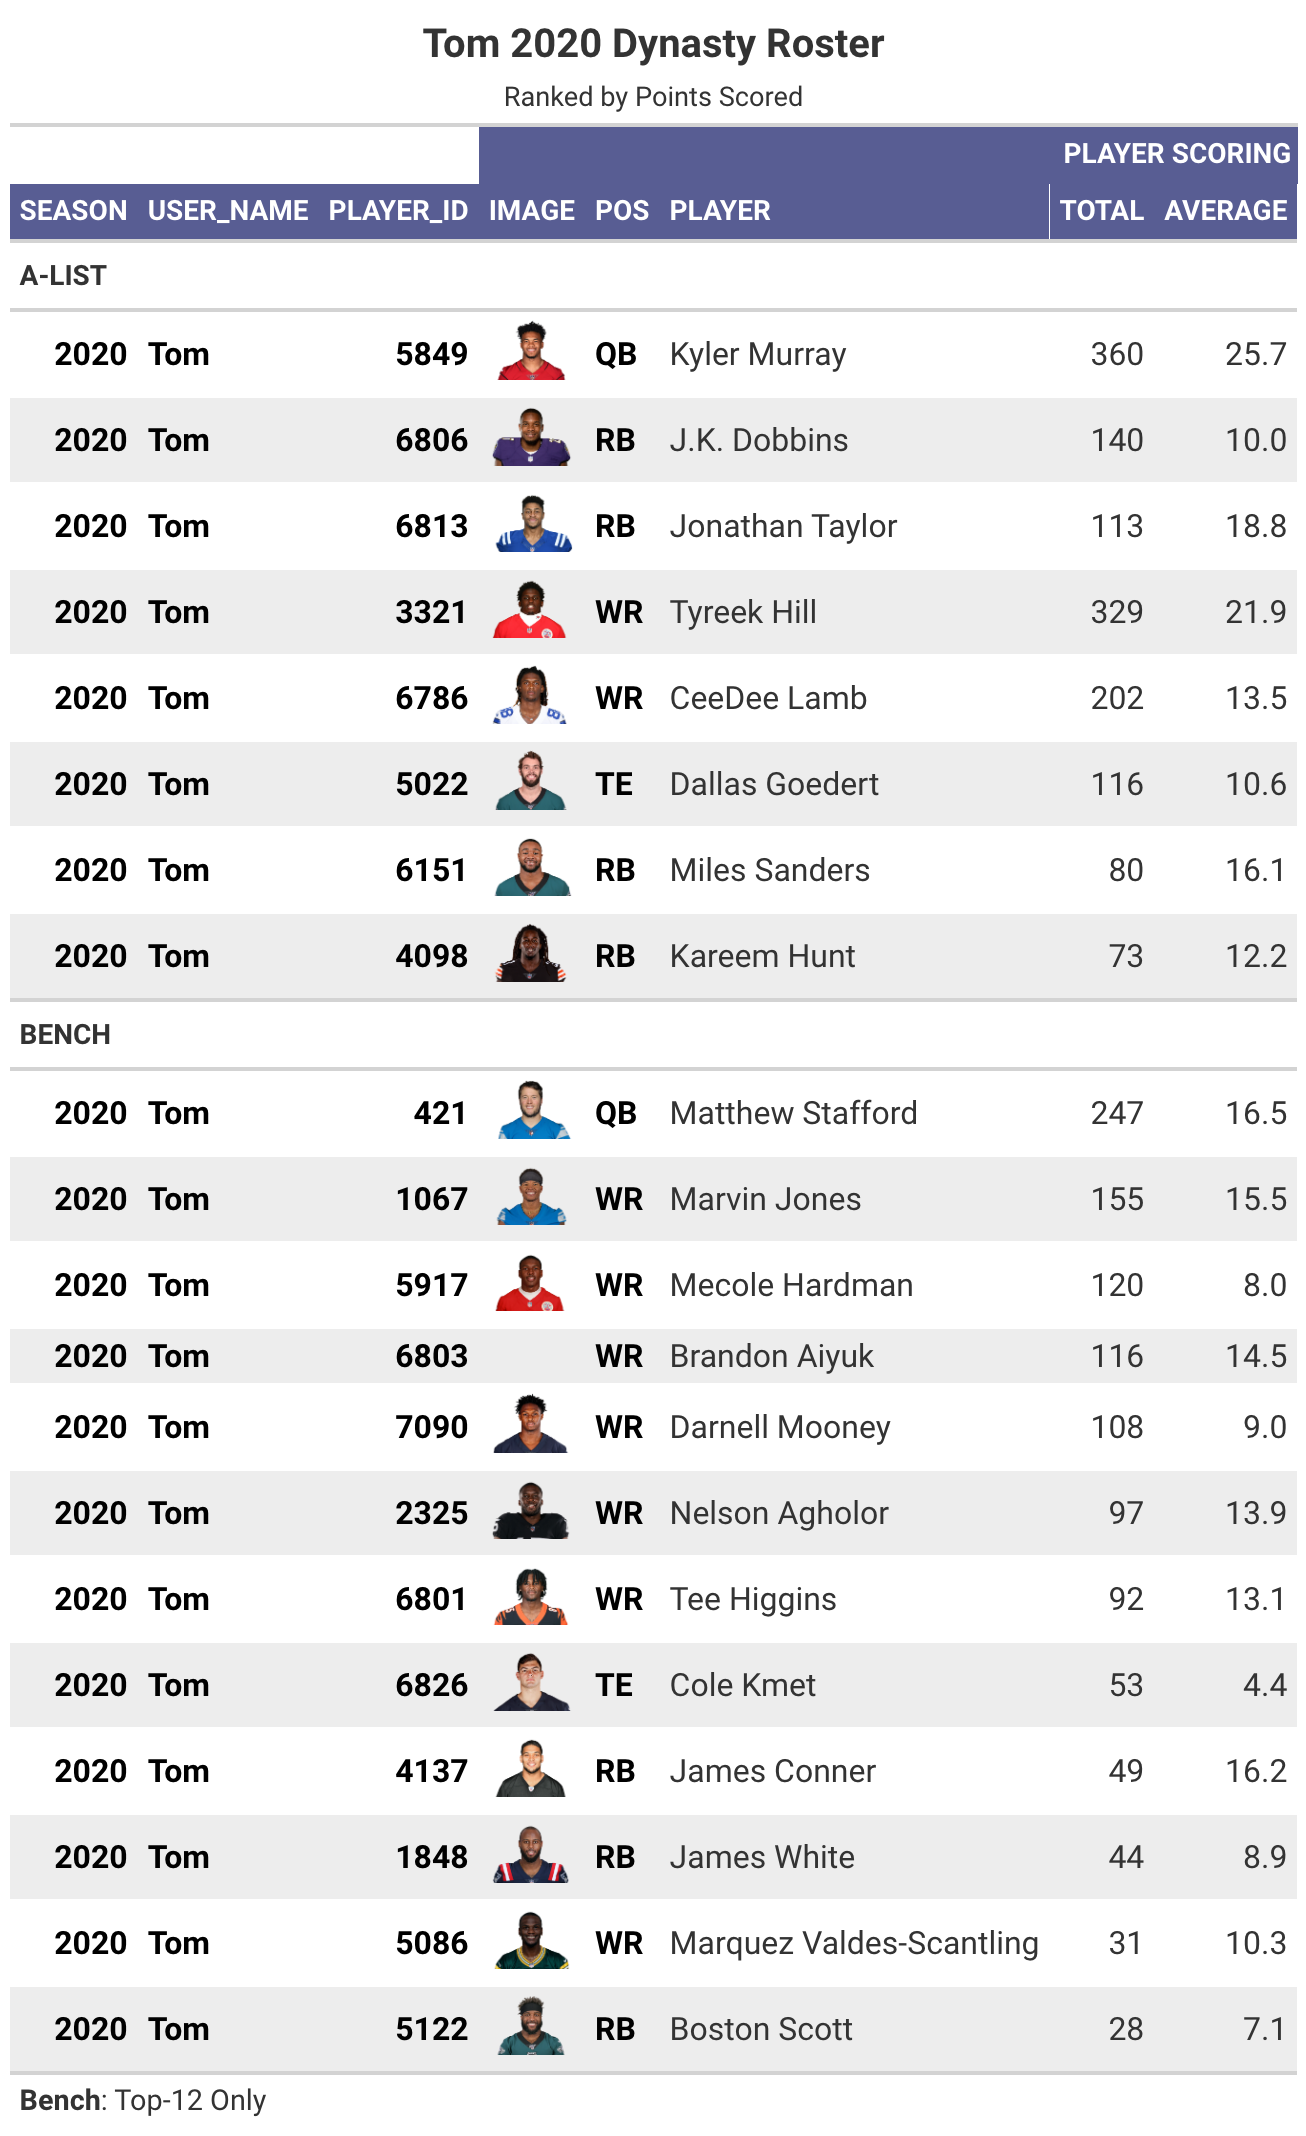 Tom 2020 Dynasty Roster
Ranked by Points Scored
PLAYER SCORING
SEASON USER_NAME PLAYER_ID IMAGE POS PLAYER TOTAL AVERAGE
A-LIST
2020 Tom 5849 QB Kyler Murray 360 25.7
2020 Tom 6806 RB J.K. Dobbins 140 10.0
2020 Tom 6813 RB Jonathan Taylor 113 18.8
2020 Tom 3321 WR Tyreek Hill 329 21.9
2020 Tom 6786 WR CeeDee Lamb 202 13.5
2020 Tom 5022 TE Dallas Goedert 116 10.6
2020 Tom 6151 RB Miles Sanders 80 16.1
2020 Tom 4098 RB Kareem Hunt 73 12.2
BENCH
2020 Tom 421 QB Matthew Stafford 247 16.5
2020 Tom 1067 WR Marvin Jones 155 15.5
2020 Tom 5917 WR Mecole Hardman 120 8.0
2020 Tom 6803 WR Brandon Aiyuk 116 14.5
2020 Tom 7090 WR Darnell Mooney 108 9.0
2020 Tom 2325 WR Nelson Agholor 97 13.9
2020 Tom 6801 WR Tee Higgins 92 13.1
2020 Tom 6826 TE Cole Kmet 53 4.4
2020 Tom 4137 RB James Conner 49 16.2
2020 Tom 1848 RB James White 44 8.9
2020 Tom 5086 WR Marquez Valdes-Scantling 31 10.3
2020 Tom 5122 RB Boston Scott 28 7.1
Bench: Top-12 Only